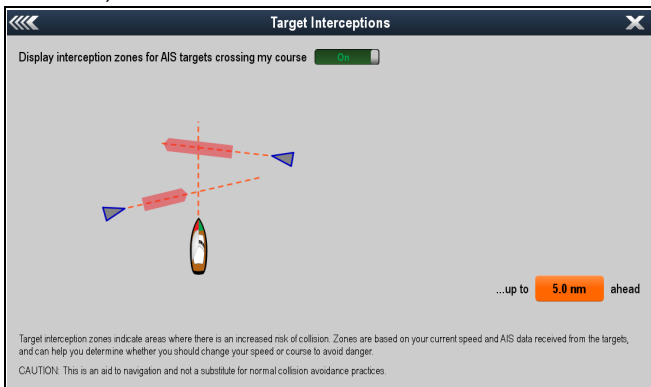 Target Interceptions
Display interception zones for AIS targets crossing my course On
...up to 5.0 nm ahead
Target interception zones indicate areas where there is an increased risk of collision. Zones are based on your current speed and AIS data received from the targets,
and can help you determine whether you should change your speed or course to avoid danger.
CAUTION: This is an aid to navigation and not a substitute for normal collision avoidance practices.